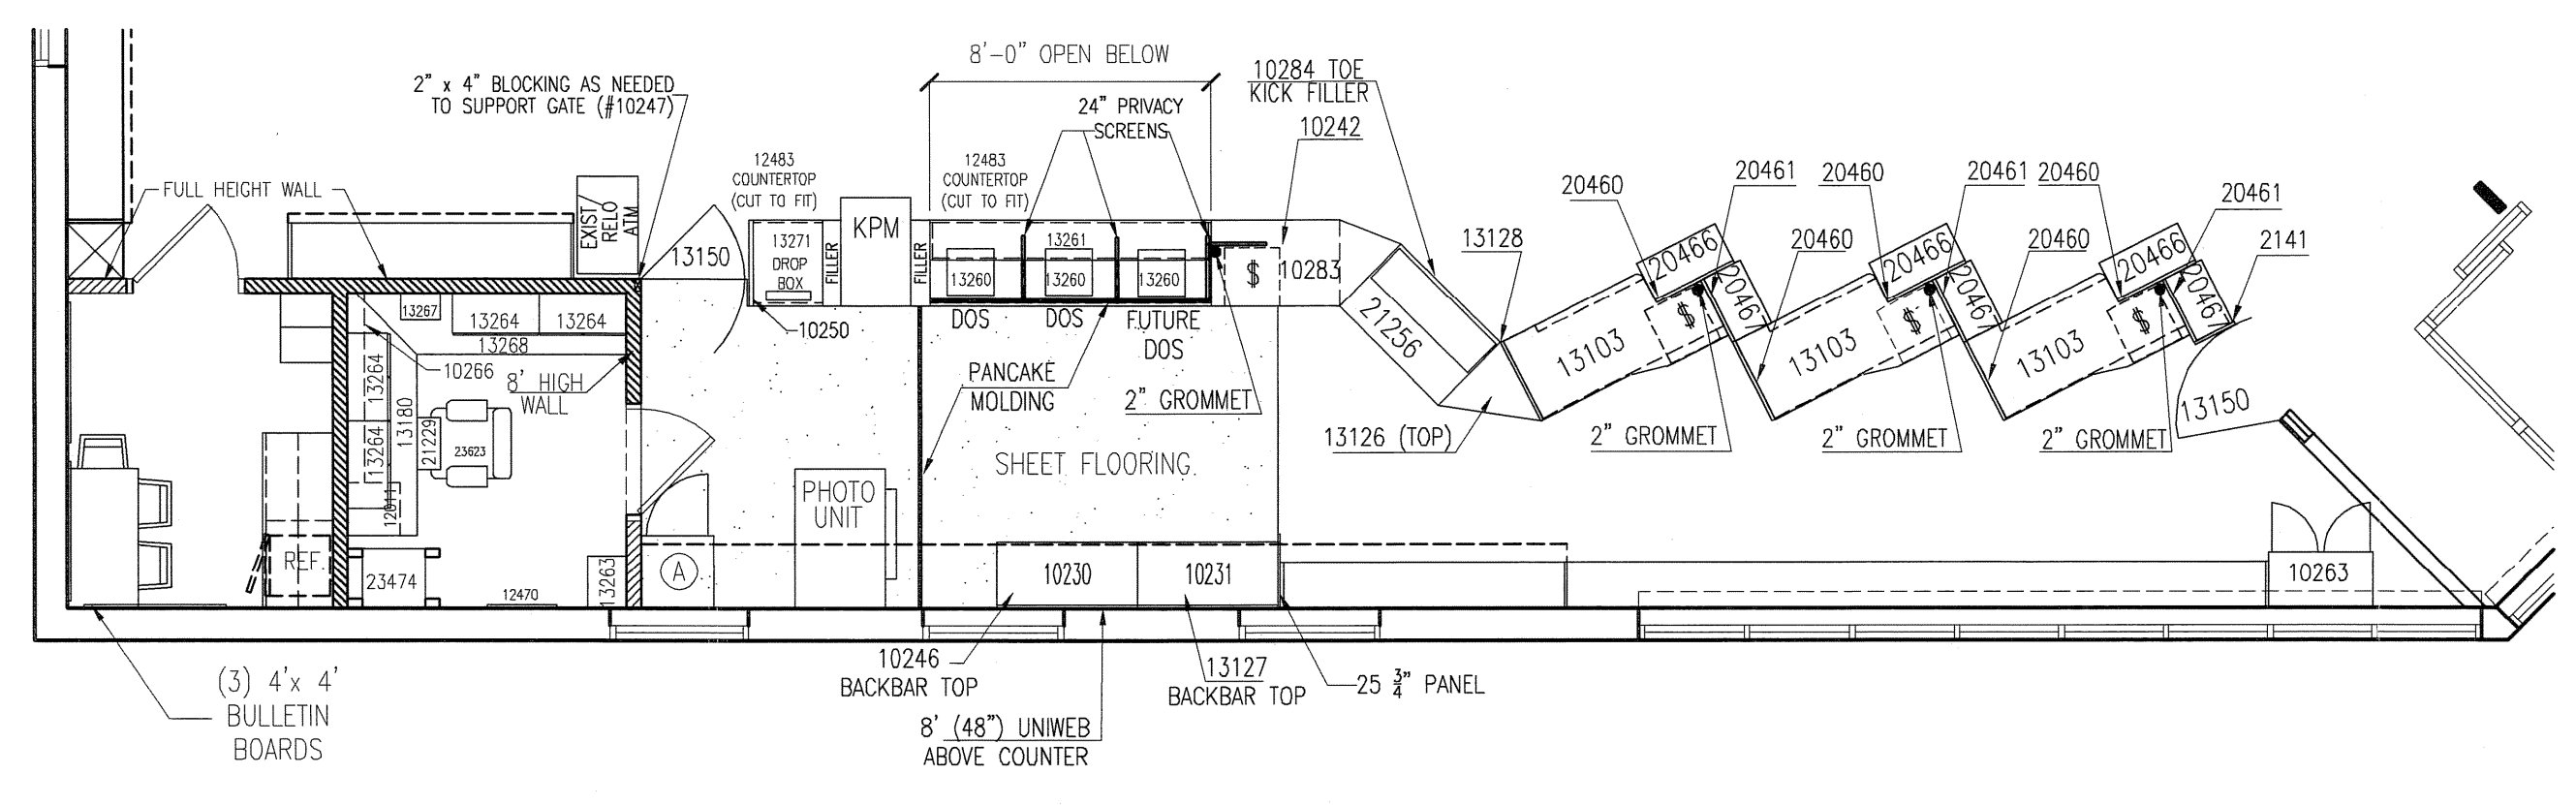 8'-0" OPEN BELOW
2" x 4" BLOCKING AS NEEDED
TO SUPPORT GATE (#10247)
10284 TOE
KICK FILLER
24" PRIVACY
SCREENS
10242
12483
COUNTERTOP
(CUT TO FIT)
12483
COUNTERTOP
(CUT TO FIT)
FULL HEIGHT WALL
EXIST/
RELO
ATM
13150
13271
DROP
BOX
FILLER
KPM
FILLER
13261
13260
13260
13260
$
10283
DOS
DOS
FUTURE
DOS
10250
PANCAKE
MOLDING
2" GROMMET
21256
13128
13126 (TOP)
20460
20461
20460
20461
20460
20461
2141
20466
20466
20466
20460
20460
20467
20467
20467
$
$
$
13103
13103
13103
2" GROMMET
2" GROMMET
2" GROMMET
13150
13267
13264
13264
13268
13264
10266
8' HIGH
WALL
13180
13264
21229
23623
12011
REF.
23474
12470
13263
A
PHOTO
UNIT
SHEET FLOORING
10230
10231
10263
10246
BACKBAR TOP
13127
BACKBAR TOP
25 3/4" PANEL
8' (48") UNIWEB
ABOVE COUNTER
(3) 4'x 4'
BULLETIN
BOARDS